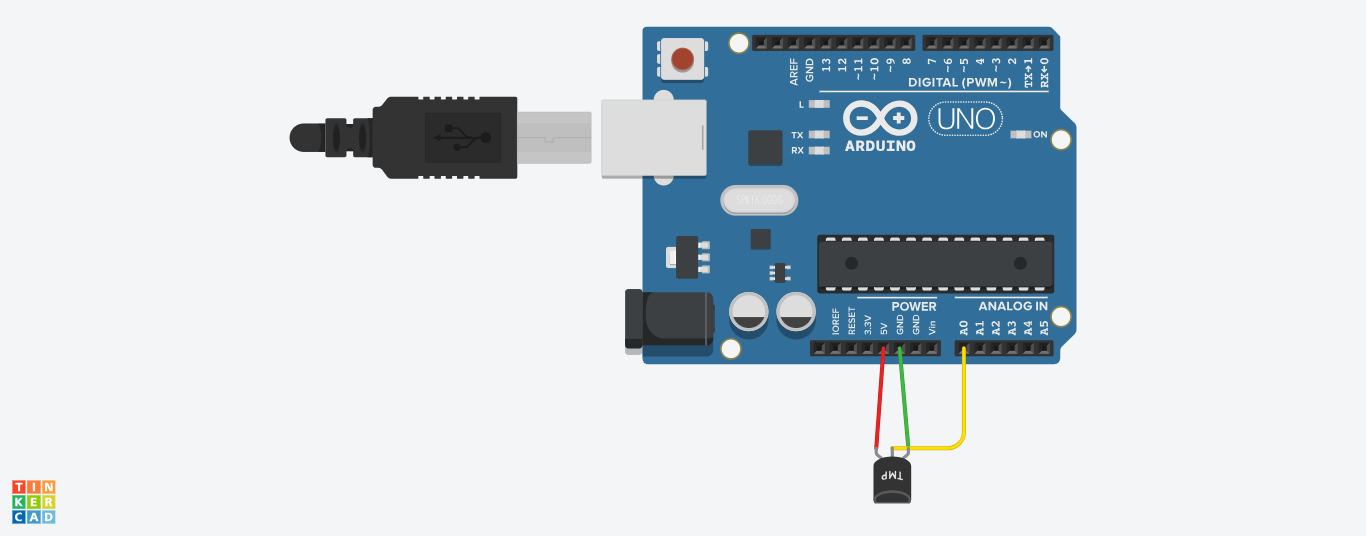 AREF
GND
13
12
~11
~10
~9
8
7
~6
~5
4
~3
2
TX→1
RX←0
DIGITAL (PWM~)
L
TX
RX
ARDUINO
UNO
ON
POWER
ANALOG IN
IOREF
RESET
3.3V
5V
GND
GND
Vin
A0
A1
A2
A3
A4
A5
TMP
TIN
KER
CAD